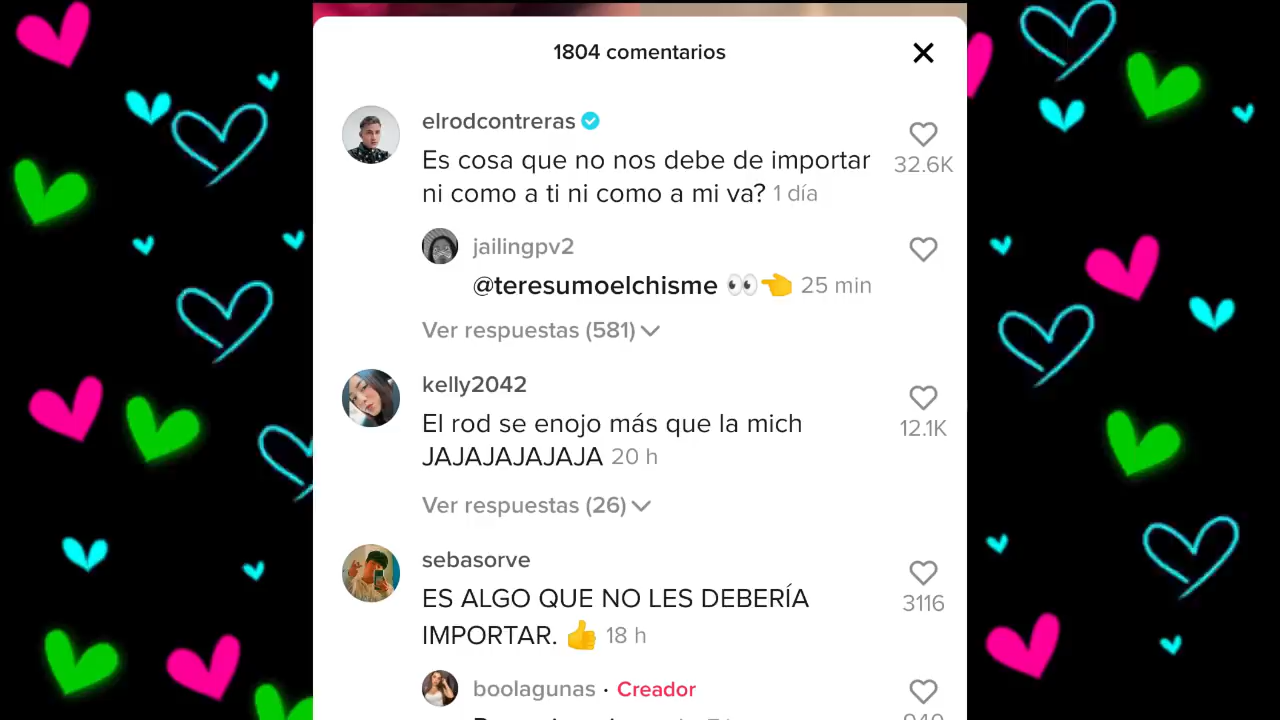 1804 comentarios
elrodcontreras
Es cosa que no nos debe de importar
32.6K
ni como a ti ni como a mi va? 1 día
jailingpv2
@teresumoelchisme 👀👈 25 min
Ver respuestas (581)
kelly2042
El rod se enojo más que la mich
12.1K
JAJAJAJAJAJA 20 h
Ver respuestas (26)
sebasorve
ES ALGO QUE NO LES DEBERÍA
3116
IMPORTAR. 👍 18 h
boolagunas · Creador